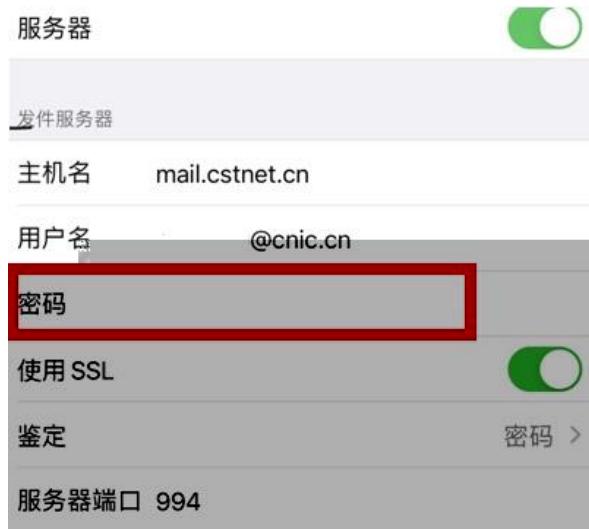 服务器
发件服务器
主机名 mail.cstnet.cn
用户名 @cnic.cn
密码
使用 SSL
鉴定 密码
服务器端口 994